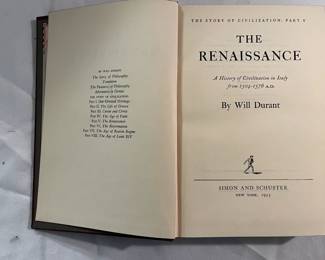 BY WILL DURANT
The Story of Philosophy
Transition
The Pleasures of Philosophy
Adventures in Genius
THE STORY OF CIVILIZATION:
Part I. Our Oriental Heritage
Part II. The Life of Greece
Part III. Caesar and Christ
Part IV. The Age of Faith
Part V. The Renaissance
Part VI. The Reformation
Part VII. The Age of Reason Begins
Part VIII. The Age of Louis XIV
THE STORY OF CIVILIZATION: PART V
THE
RENAISSANCE
A History of Civilization in Italy
from 1304-1576 A.D.
By Will Durant
SIMON AND SCHUSTER
NEW YORK, 1953